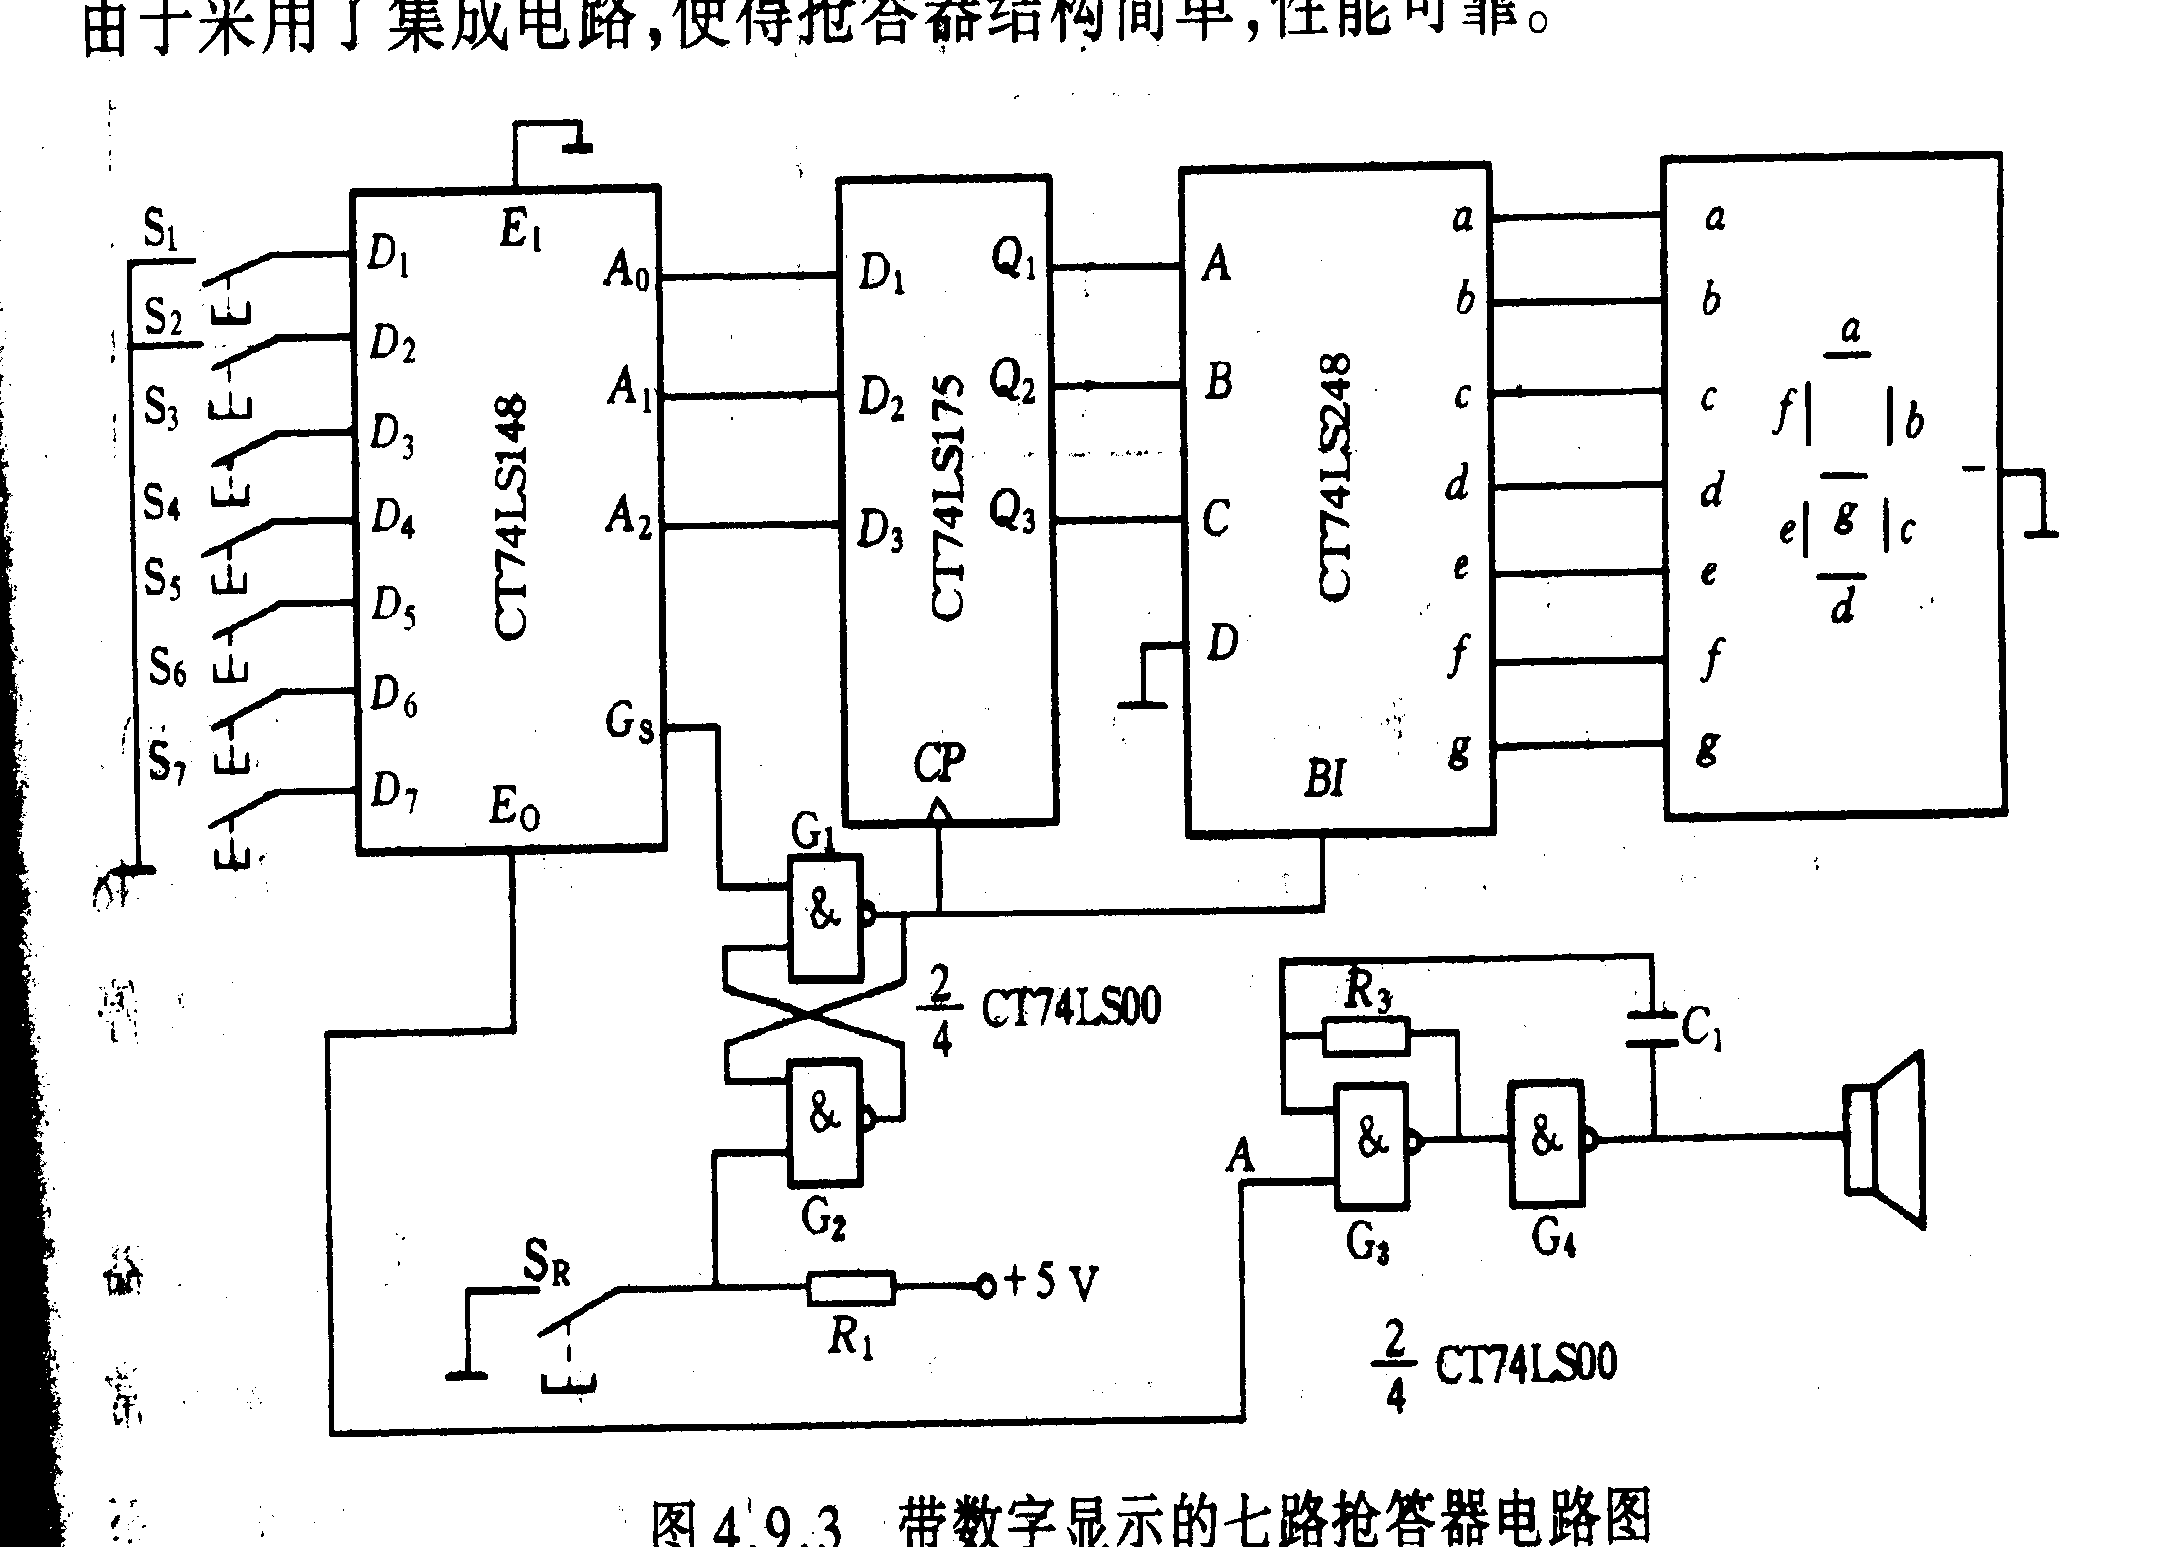 由于采用了集成电路,使得抢答器结构简单,性能可靠。
S1
S2
S3
S4
S5
S6
S7
EI
D1
D2
D3
D4
D5
D6
D7
CT74LS148
A0
A1
A2
GS
EO
D1
D2
D3
CT74LS175
Q1
Q2
Q3
CP
A
B
C
D
CT74LS248
BI
a
b
c
d
e
f
g
a
b
c
d
e
f
g
a
f b
g
e c
d
G1
&
2/4 CT74LS00
&
G2
SR
R1
+5 V
R3
C1
A
&
G3
&
G4
2/4 CT74LS00
图 4.9.3 带数字显示的七路抢答器电路图